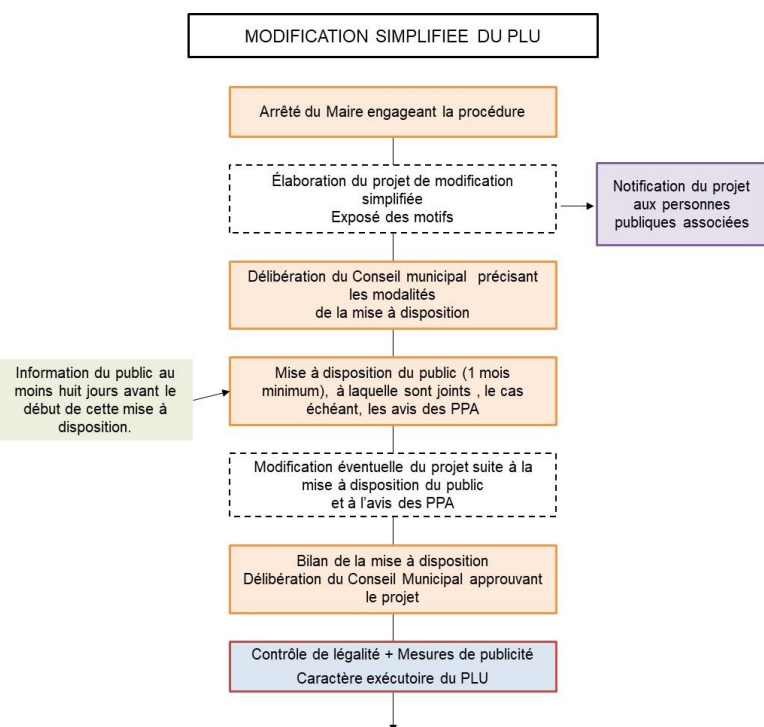 MODIFICATION SIMPLIFIEE DU PLU
Arrêté du Maire engageant la procédure
Élaboration du projet de modification
simplifiée
Exposé des motifs
Notification du projet
aux personnes
publiques associées
Délibération du Conseil municipal précisant
les modalités
de la mise à disposition
Information du public au
moins huit jours avant le
début de cette mise à
disposition.
Mise à disposition du public (1 mois
minimum), à laquelle sont joints , le cas
échéant, les avis des PPA
Modification éventuelle du projet suite à la
mise à disposition du public
et à l’avis des PPA
Bilan de la mise à disposition
Délibération du Conseil Municipal approuvant
le projet
Contrôle de légalité + Mesures de publicité
Caractère exécutoire du PLU